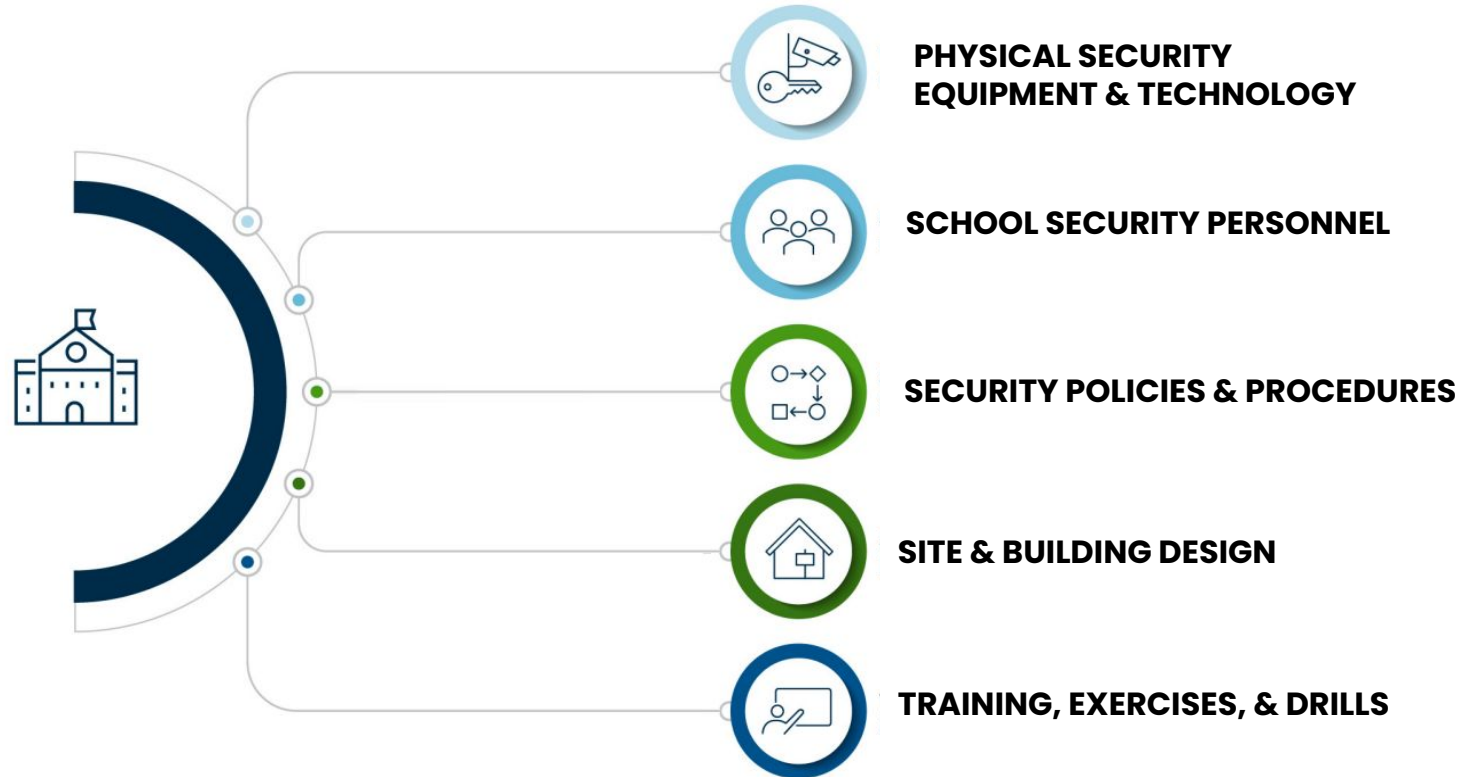 PHYSICAL SECURITY
EQUIPMENT & TECHNOLOGY
SCHOOL SECURITY PERSONNEL
SECURITY POLICIES & PROCEDURES
SITE & BUILDING DESIGN
TRAINING, EXERCISES, & DRILLS